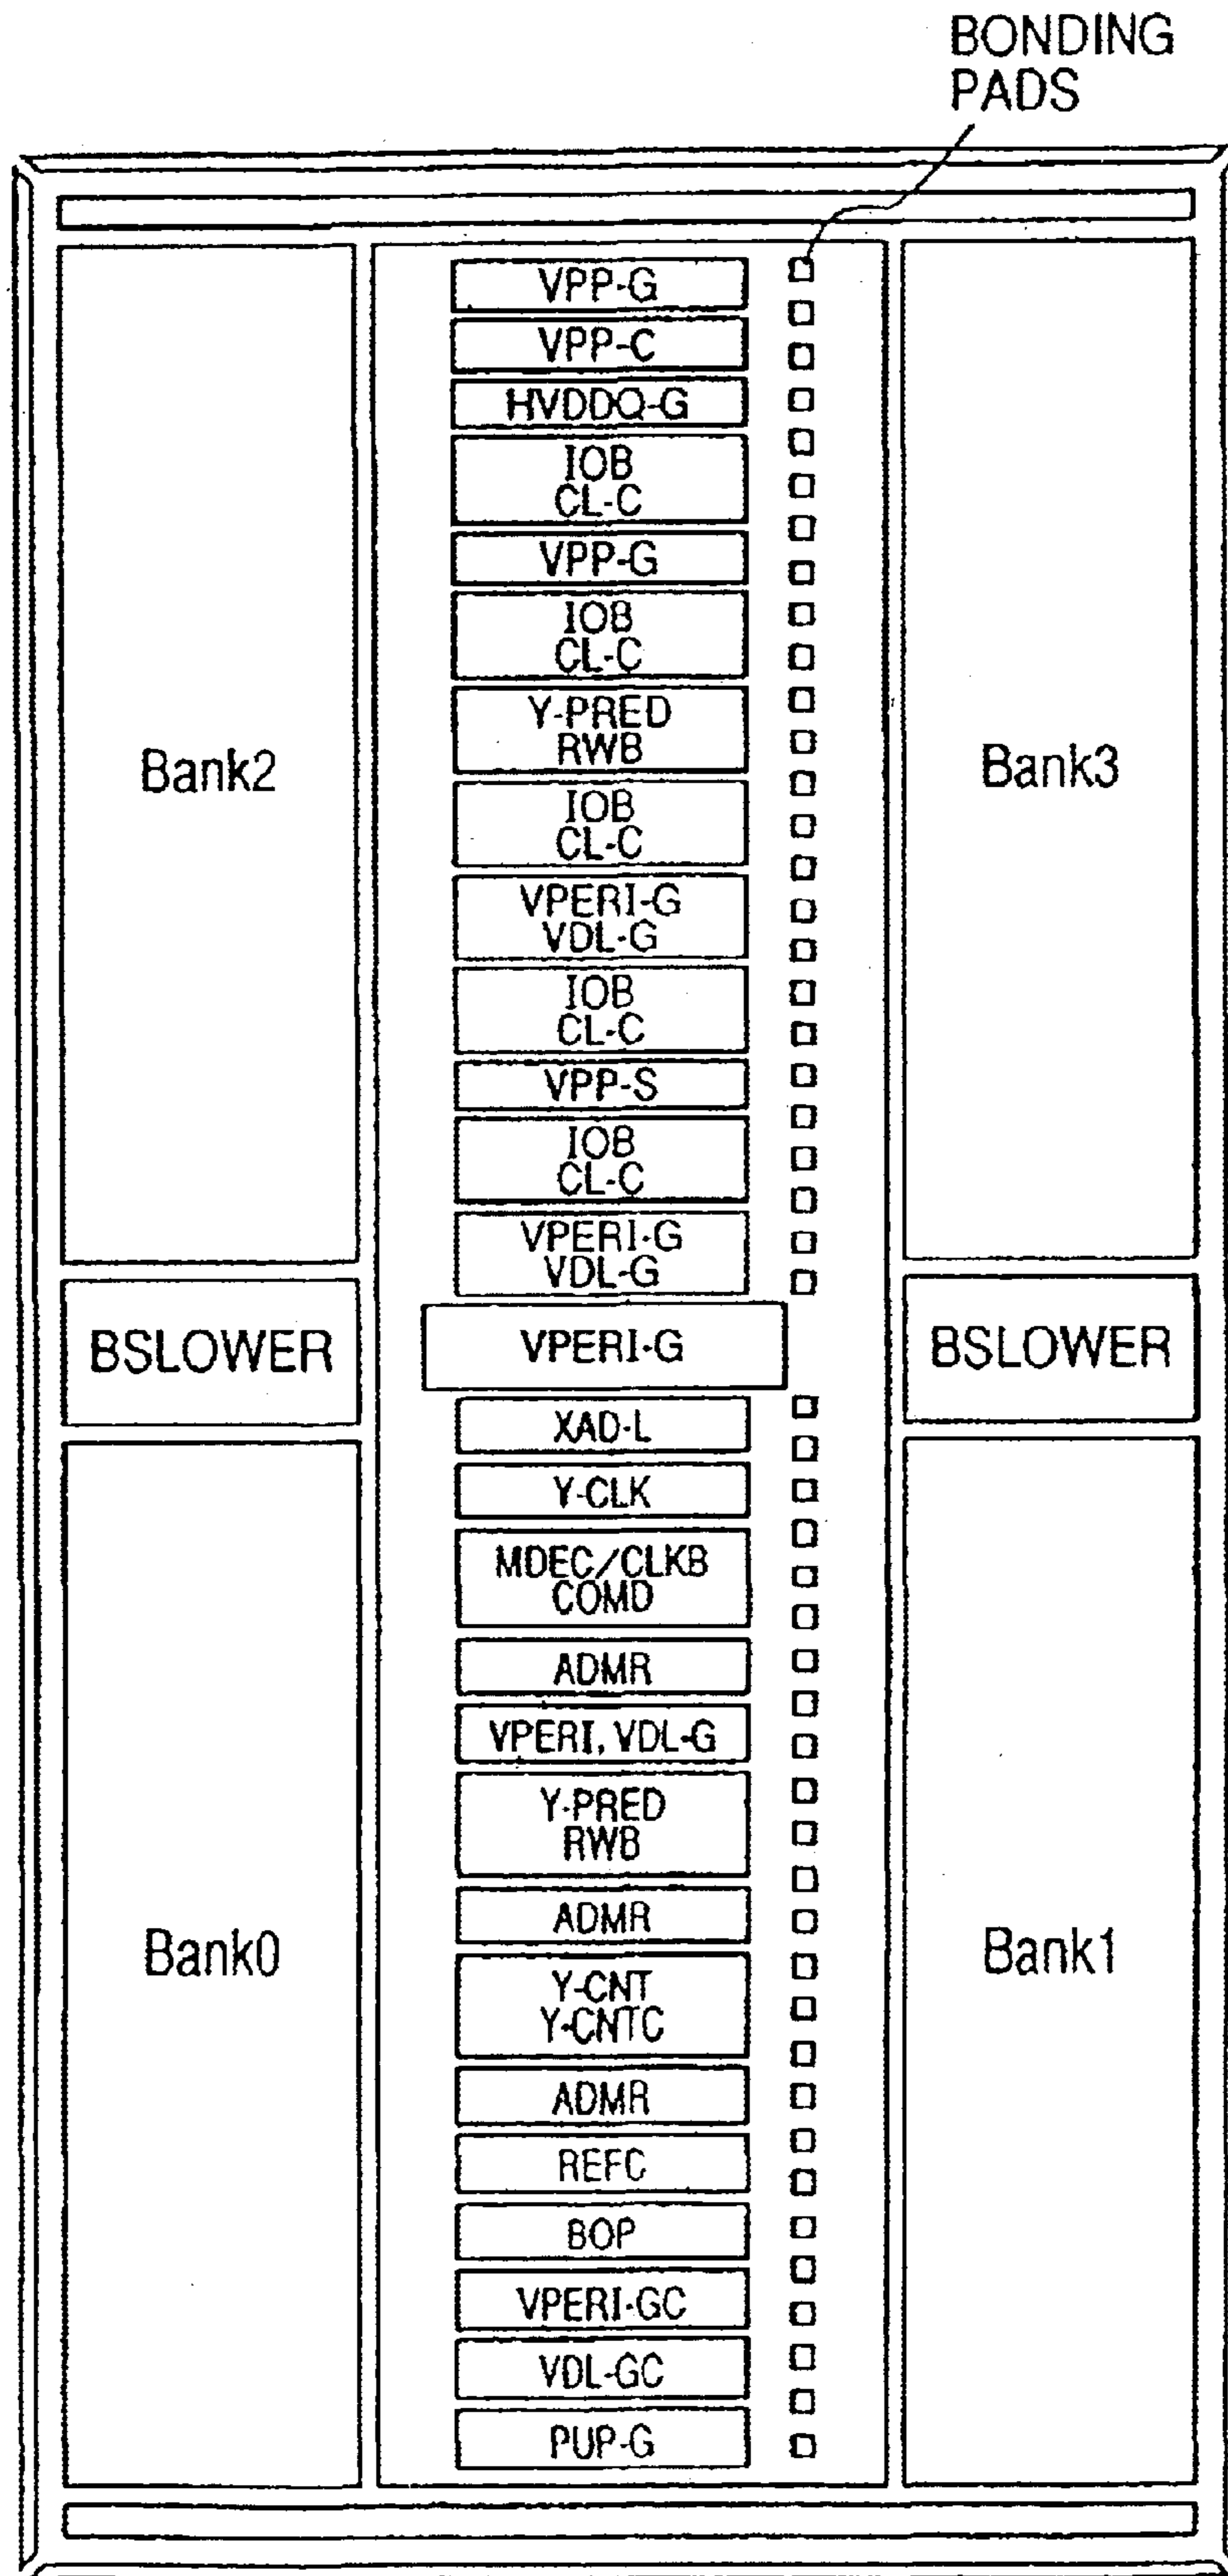 BONDING
PADS
VPP-G
VPP-C
HVDDQ-G
IOB
CL-C
VPP-G
IOB
CL-C
Y-PRED
RWB
Bank2
Bank3
IOB
CL-C
VPERI-G
VDL-G
IOB
CL-C
VPP-S
IOB
CL-C
VPERI-G
VDL-G
BSLOWER
VPERI-G
BSLOWER
XAD-L
Y-CLK
MDEC/CLKB
COMD
ADMR
VPERI, VDL-G
Y-PRED
RWB
ADMR
Bank0
Bank1
Y-CNT
Y-CNTC
ADMR
REFC
BOP
VPERI-GC
VDL-GC
PUP-G